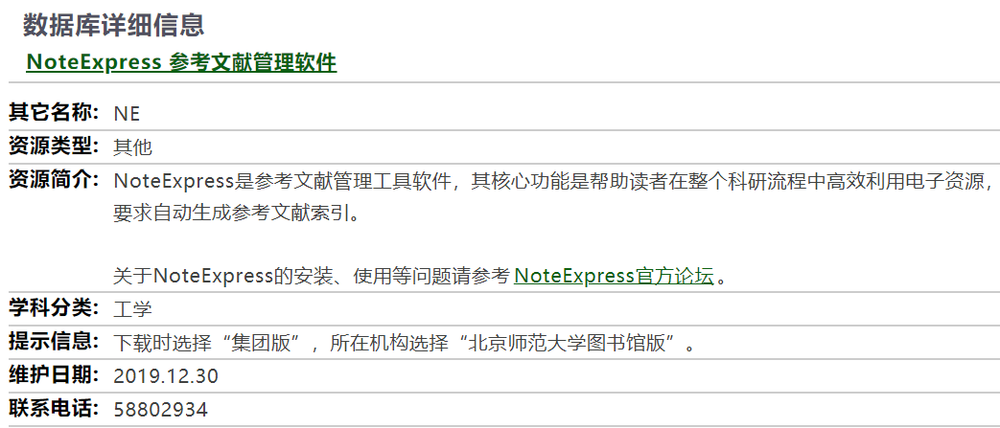 数据库详细信息
NoteExpress 参考文献管理软件
其它名称: NE
资源类型: 其他
资源简介: NoteExpress是参考文献管理工具软件，其核心功能是帮助读者在整个科研流程中高效利用电子资源，
要求自动生成参考文献索引。
关于NoteExpress的安装、使用等问题请参考 NoteExpress官方论坛。
学科分类: 工学
提示信息: 下载时选择“集团版”，所在机构选择“北京师范大学图书馆版”。
维护日期: 2019.12.30
联系电话: 58802934